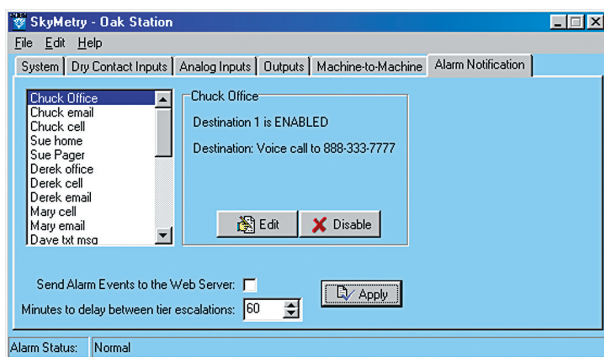 SkyMetry - Oak Station
File Edit Help
System Dry Contact Inputs Analog Inputs Outputs Machine-to-Machine Alarm Notification
Chuck Office
Chuck email
Chuck cell
Sue home
Sue Pager
Derek office
Derek cell
Derek email
Mary cell
Mary email
Dave txt msg
Chuck Office
Destination 1 is ENABLED
Destination: Voice call to 888-333-7777
Edit Disable
Send Alarm Events to the Web Server:
Minutes to delay between tier escalations: 60
Apply
Alarm Status: Normal